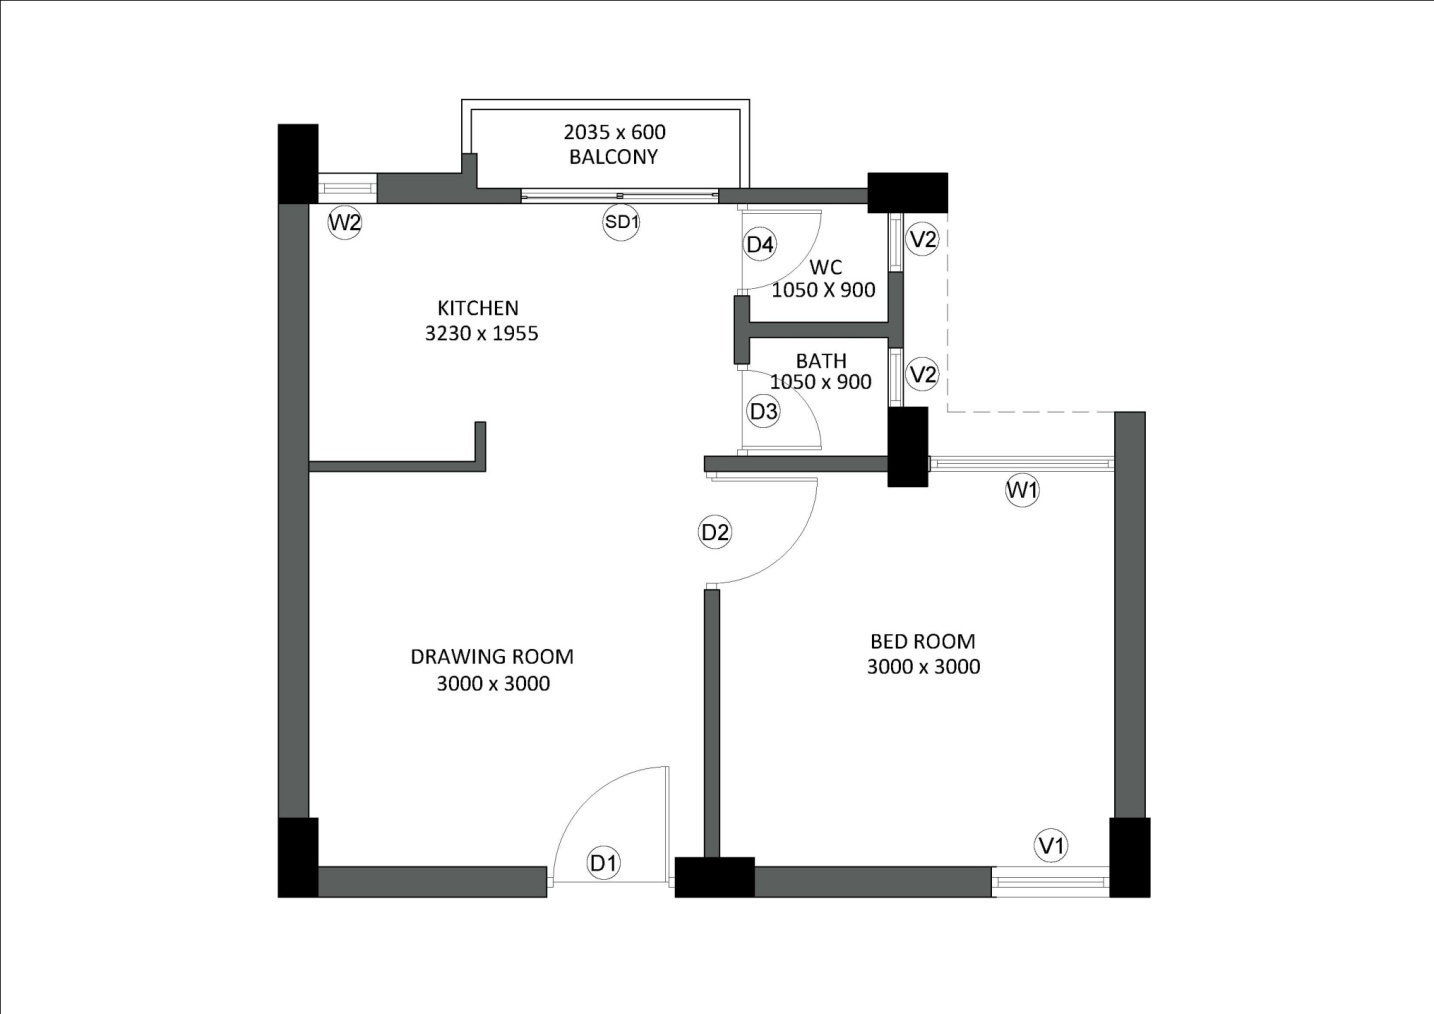 2035 x 600
BALCONY
W2
SD1
D4
V2
WC
1050 X 900
KITCHEN
3230 x 1955
BATH
1050 x 900
V2
D3
W1
D2
BED ROOM
3000 x 3000
DRAWING ROOM
3000 x 3000
V1
D1